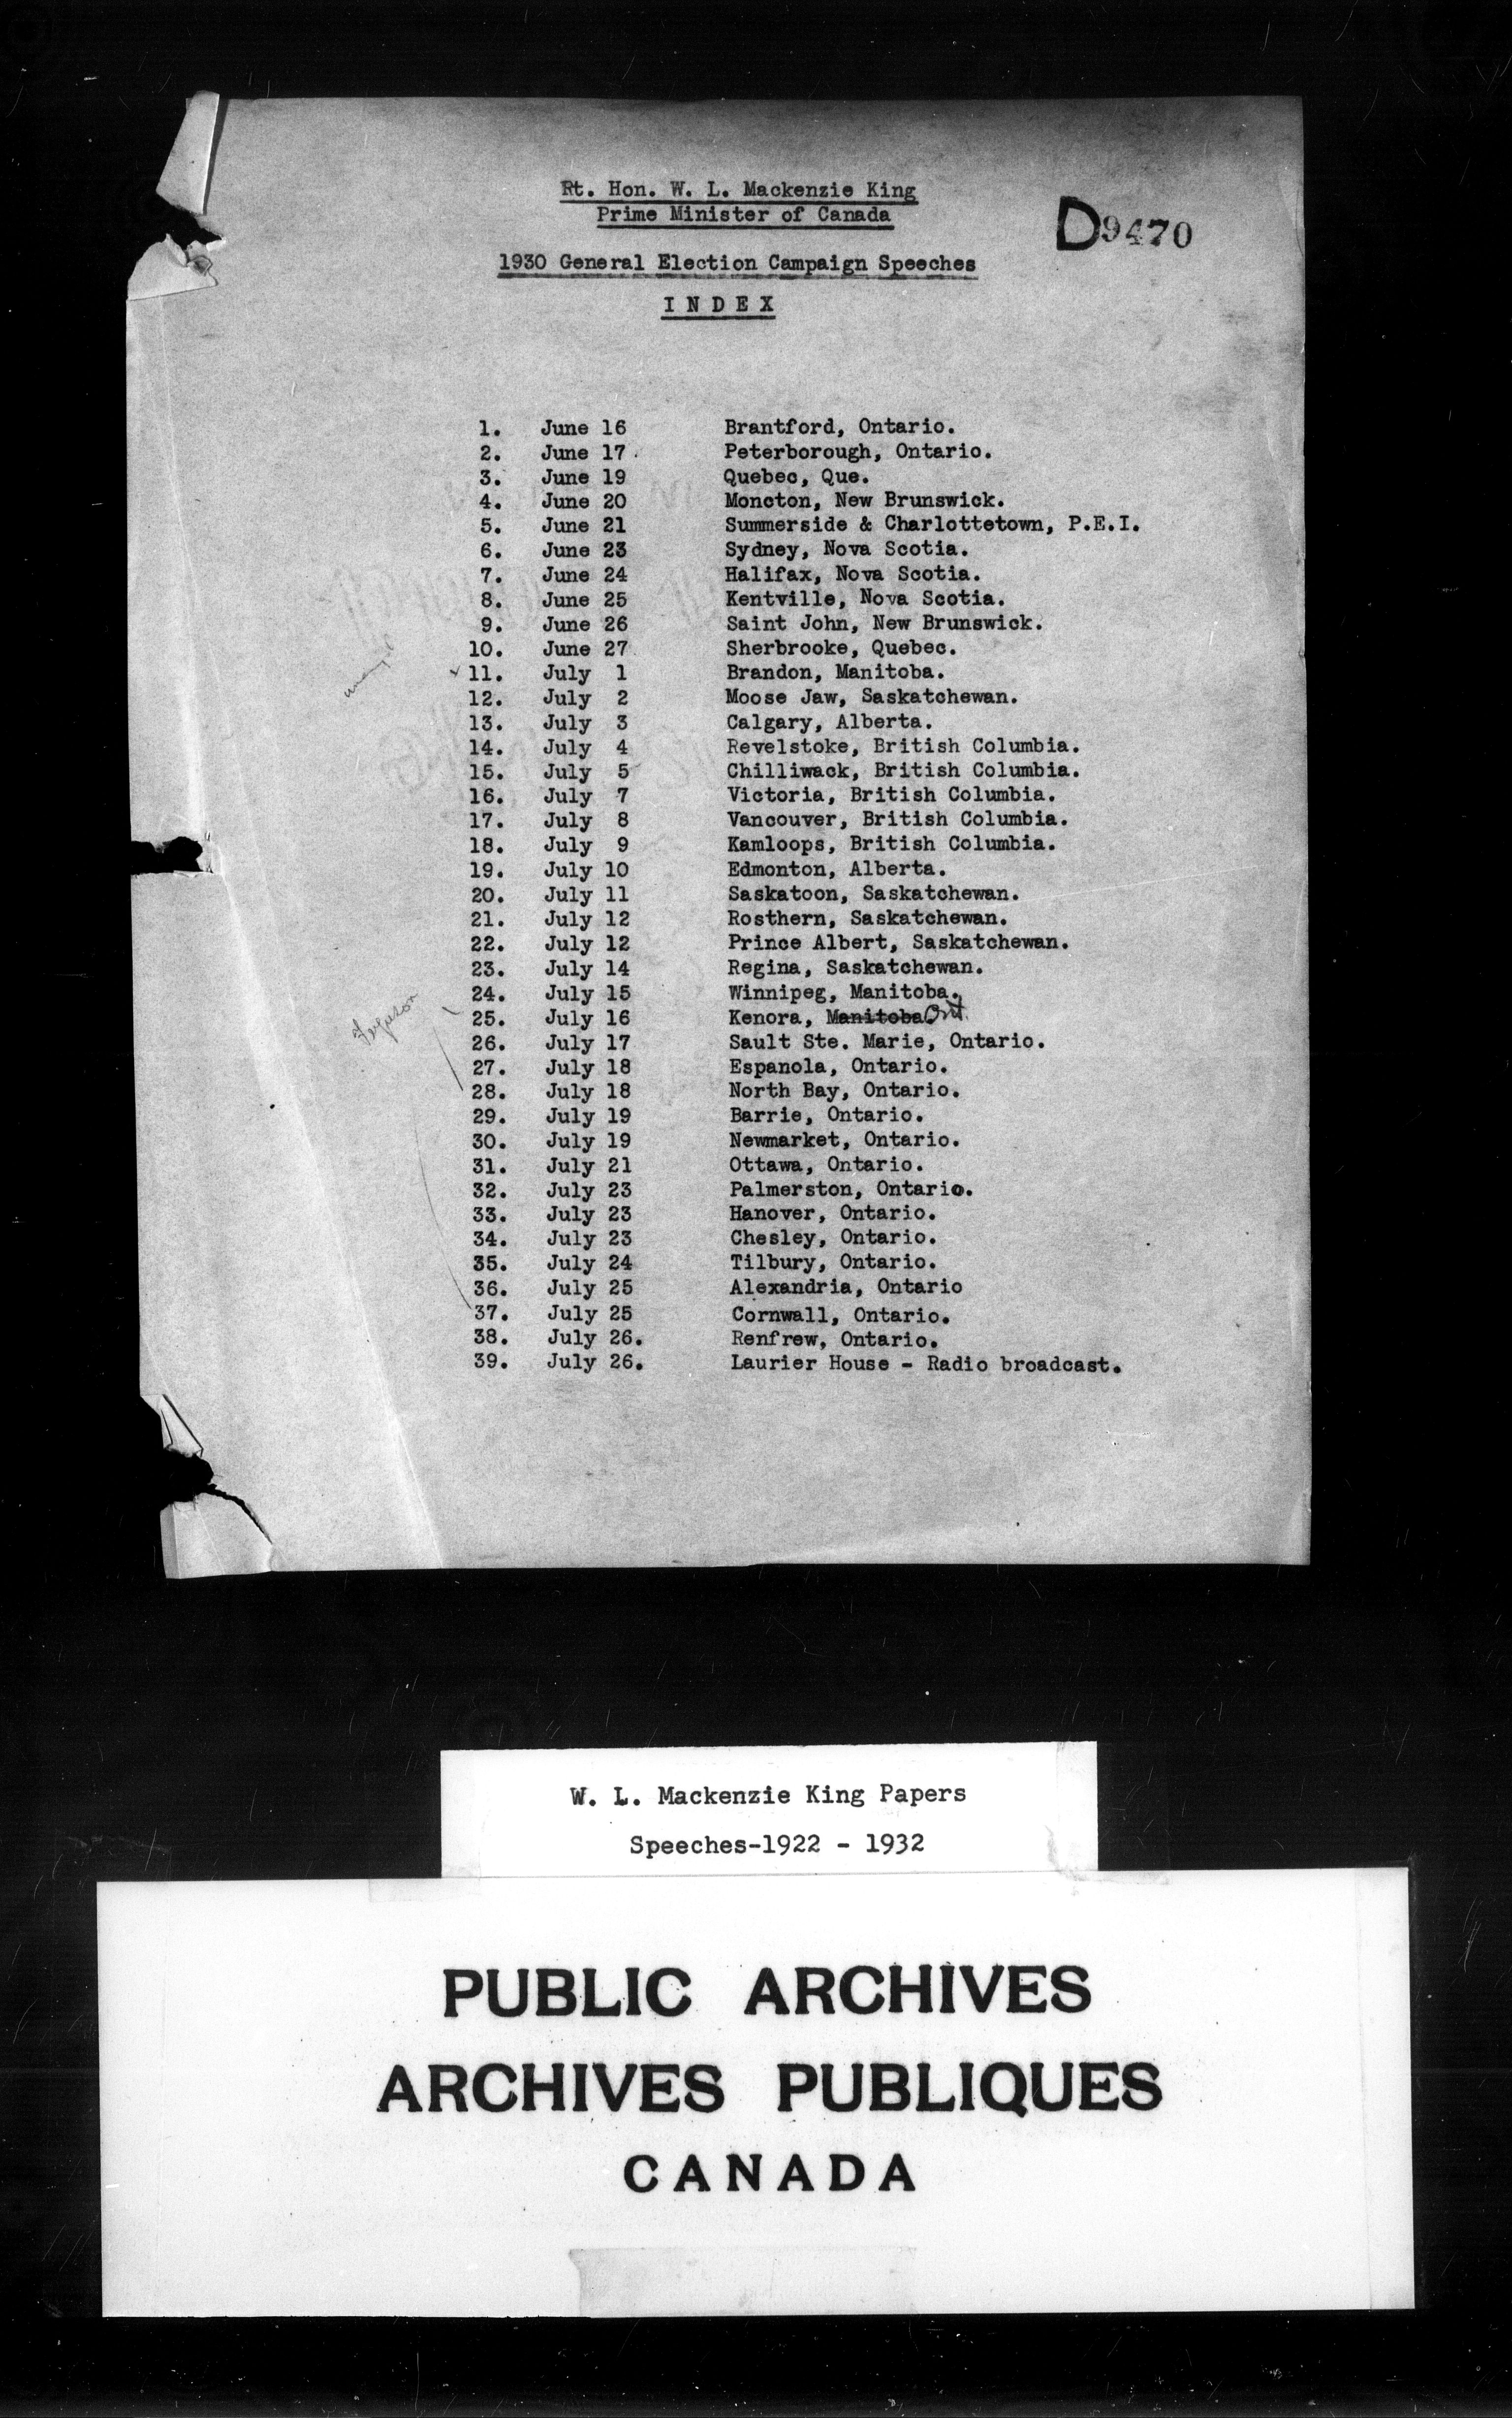 Rt. Hon. W. L. Mackenzie King
Prime Minister of Canada
D9470
1930 General Election Campaign Speeches
INDEX
1. June 16 Brantford, Ontario.
2. June 17. Peterborough, Ontario.
3. June 19 Quebec, Que.
4. June 20 Moncton, New Brunswick.
5. June 21 Summerside & Charlottetown, P.E.I.
6. June 23 Sydney, Nova Scotia.
7. June 24 Halifax, Nova Scotia.
8. June 25 Kentville, Nova Scotia.
9. June 26 Saint John, New Brunswick.
10. June 27 Sherbrooke, Quebec.
11. July 1 Brandon, Manitoba.
12. July 2 Moose Jaw, Saskatchewan.
13. July 3 Calgary, Alberta.
14. July 4 Revelstoke, British Columbia.
15. July 5 Chilliwack, British Columbia.
16. July 7 Victoria, British Columbia.
17. July 8 Vancouver, British Columbia.
18. July 9 Kamloops, British Columbia.
19. July 10 Edmonton, Alberta.
20. July 11 Saskatoon, Saskatchewan.
21. July 12 Rosthern, Saskatchewan.
22. July 12 Prince Albert, Saskatchewan.
23. July 14 Regina, Saskatchewan.
24. July 15 Winnipeg, Manitoba.
Ferguson
25. July 16 Kenora, Manitoba. Ont.
26. July 17 Sault Ste. Marie, Ontario.
27. July 18 Espanola, Ontario.
28. July 18 North Bay, Ontario.
29. July 19 Barrie, Ontario.
30. July 19 Newmarket, Ontario.
31. July 21 Ottawa, Ontario.
32. July 23 Palmerston, Ontario.
33. July 23 Hanover, Ontario.
34. July 23 Chesley, Ontario.
35. July 24 Tilbury, Ontario.
36. July 25 Alexandria, Ontario
37. July 25 Cornwall, Ontario.
38. July 26. Renfrew, Ontario.
39. July 26. Laurier House - Radio broadcast.
W. L. Mackenzie King Papers
Speeches-1922 - 1932
PUBLIC ARCHIVES
ARCHIVES PUBLIQUES
CANADA